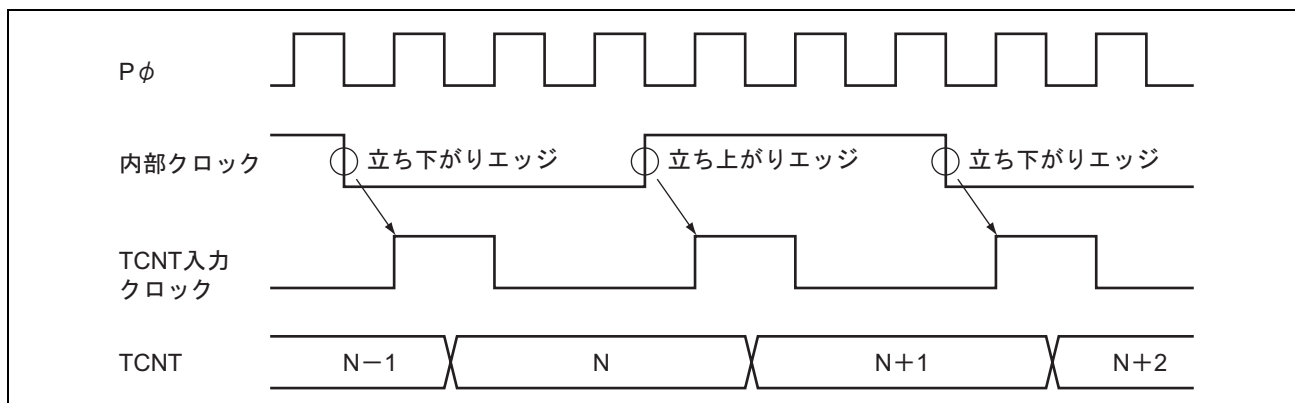 Pφ
内部クロック
立ち下がりエッジ
立ち上がりエッジ
立ち下がりエッジ
TCNT入力
クロック
TCNT
N−1
N
N+1
N+2